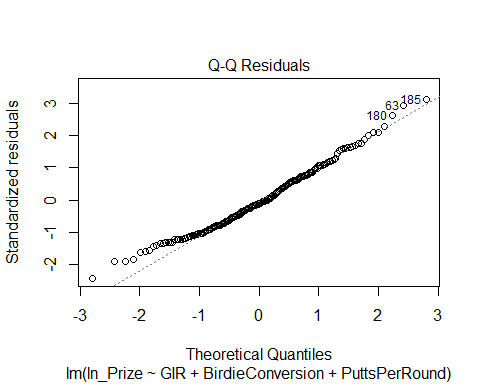 Q-Q Residuals
Standardized residuals
3
2
1
0
-1
-2
180
63
185
-3 -2 -1 0 1 2 3
Theoretical Quantiles
lm(ln_Prize ~ GIR + BirdieConversion + PuttsPerRound)